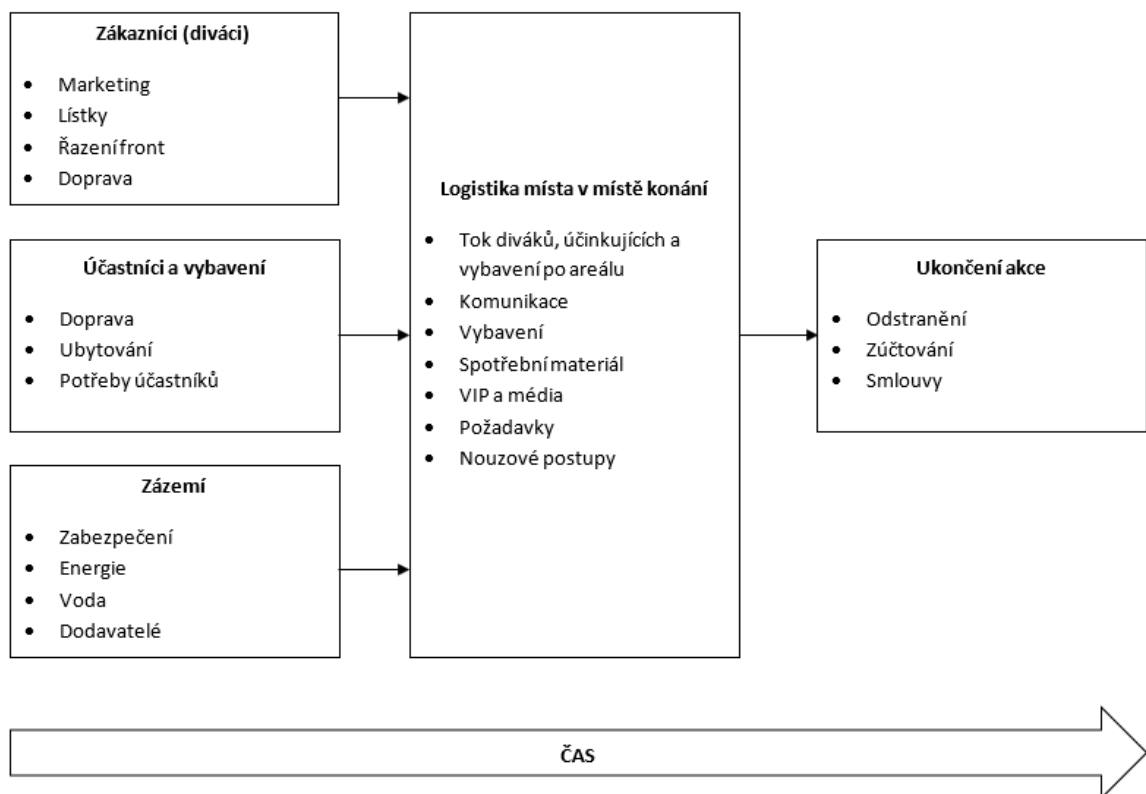 Zákazníci (diváci)
• Marketing
• Lístky
• Řazení front
• Doprava
Účastníci a vybavení
• Doprava
• Ubytování
• Potřeby účastníků
Zázemí
• Zabezpečení
• Energie
• Voda
• Dodavatelé
Logistika místa v místě konání
• Tok diváků, účinkujících a
vybavení po areálu
• Komunikace
• Vybavení
• Spotřební materiál
• VIP a média
• Požadavky
• Nouzové postupy
Ukončení akce
• Odstranění
• Zúčtování
• Smlouvy
ČAS